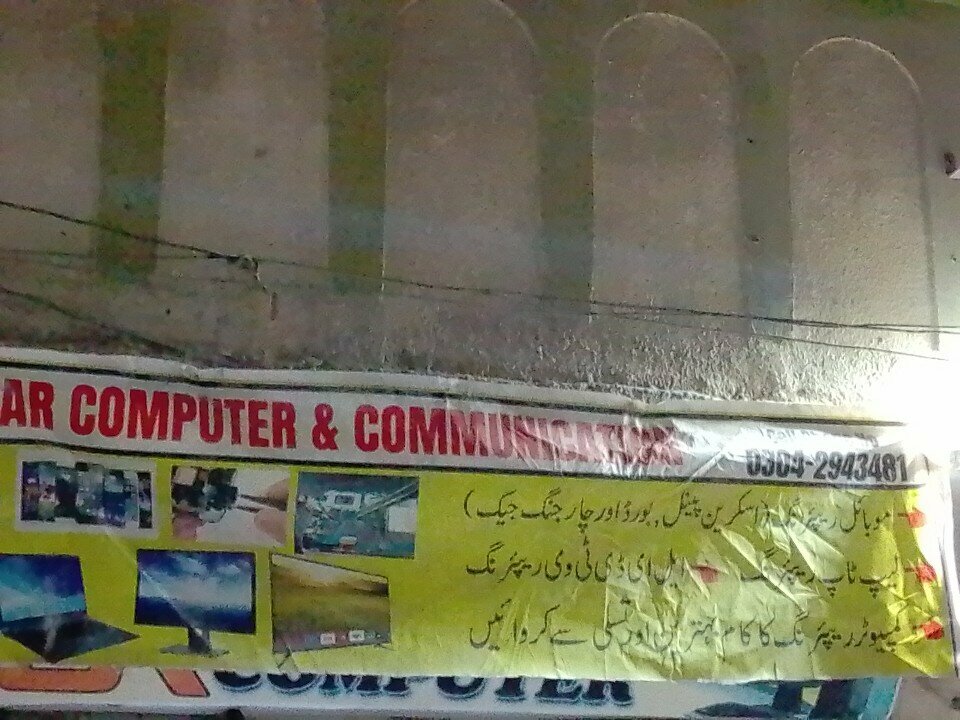 AR COMPUTER & COMMUNICATION
0304-2943481
موبائل ریپئرنگ (اسکرین پینل, بورڈ اور چارجنگ جیک)
لیپ ٹاپ ریپئرنگ ایل ای ڈی ٹی وی ریپئرنگ
کمپیوٹر ریپئرنگ کا کام بہترین اور تسلی سے کروائیں
COMPUTER